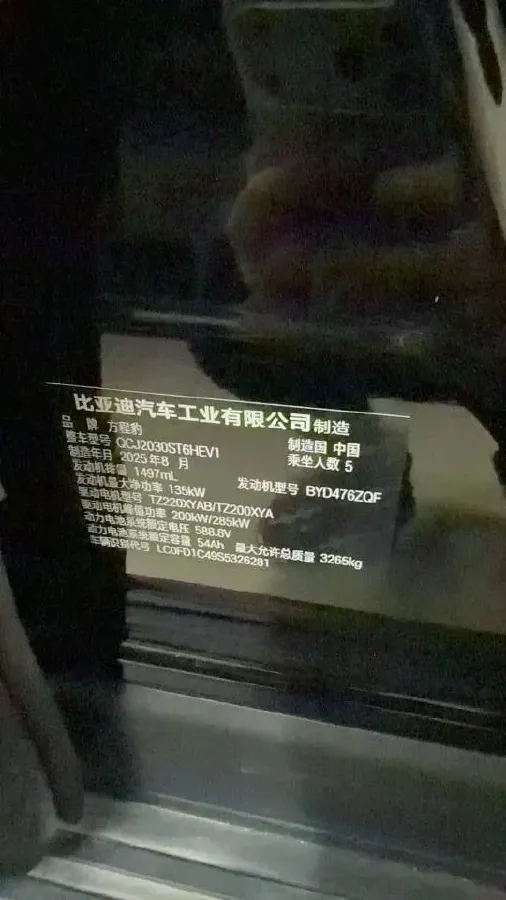 比亚迪汽车工业有限公司制造
品 牌 方程豹 制造国 中国
整车型号 QCJ2030ST6HEV1 乘坐人数 5
制造年月 2025年8月
发动机排量 1497mL 发动机型号 BYD476ZQF
发动机最大净功率 135kW
驱动电机型号 TZ220XYAB/TZ200XYA
驱动电机峰值功率 200kW/285kW
动力电池系统额定电压 588.8V
动力电池系统额定容量 54Ah 最大允许总质量 3265kg
车辆识别代号 LC0FD1C49S5326281